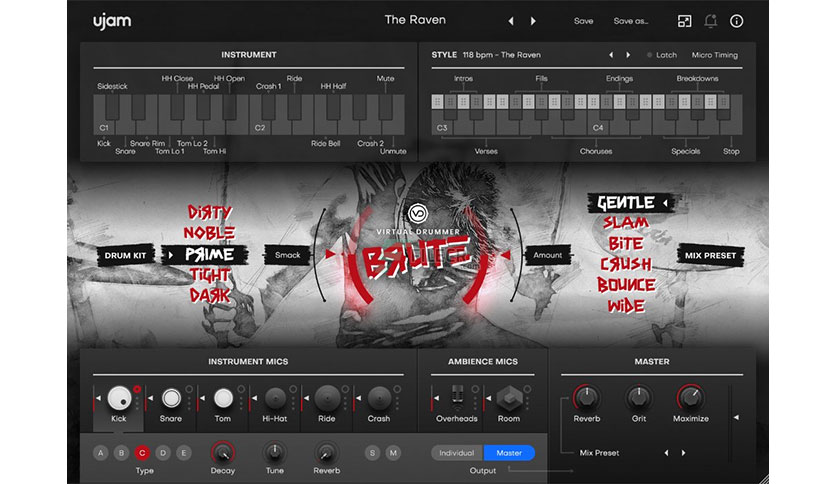 ujam
The Raven
Save
Save as...
INSTRUMENT
HH Close
HH Open
Ride
Mute
Sidestick
HH Pedal
Crash 1
HH Half
C1
C2
Kick
Snare Rim
Tom Lo 2
Ride Bell
Crash 2
Snare
Tom Lo 1
Tom Hi
Unmute
STYLE 118 bpm - The Raven
Latch
Micro Timing
Intros
Fills
Endings
Breakdowns
C3
C4
Verses
Choruses
Specials
Stop
DRUM KIT
DIRTY
NOBLE
PRIME
TIGHT
DARK
Smack
VD
VIRTUAL DRUMMER
BRUTE
Amount
GENTLE
SLAM
BITE
CRUSH
BOUNCE
WIDE
MIX PRESET
INSTRUMENT MICS
Kick
Snare
Tom
Hi-Hat
Ride
Crash
A B C D E
Type
Decay
Tune
Reverb
S M
AMBIENCE MICS
Overheads
Room
Individual
Master
Output
MASTER
Reverb
Grit
Maximize
Mix Preset